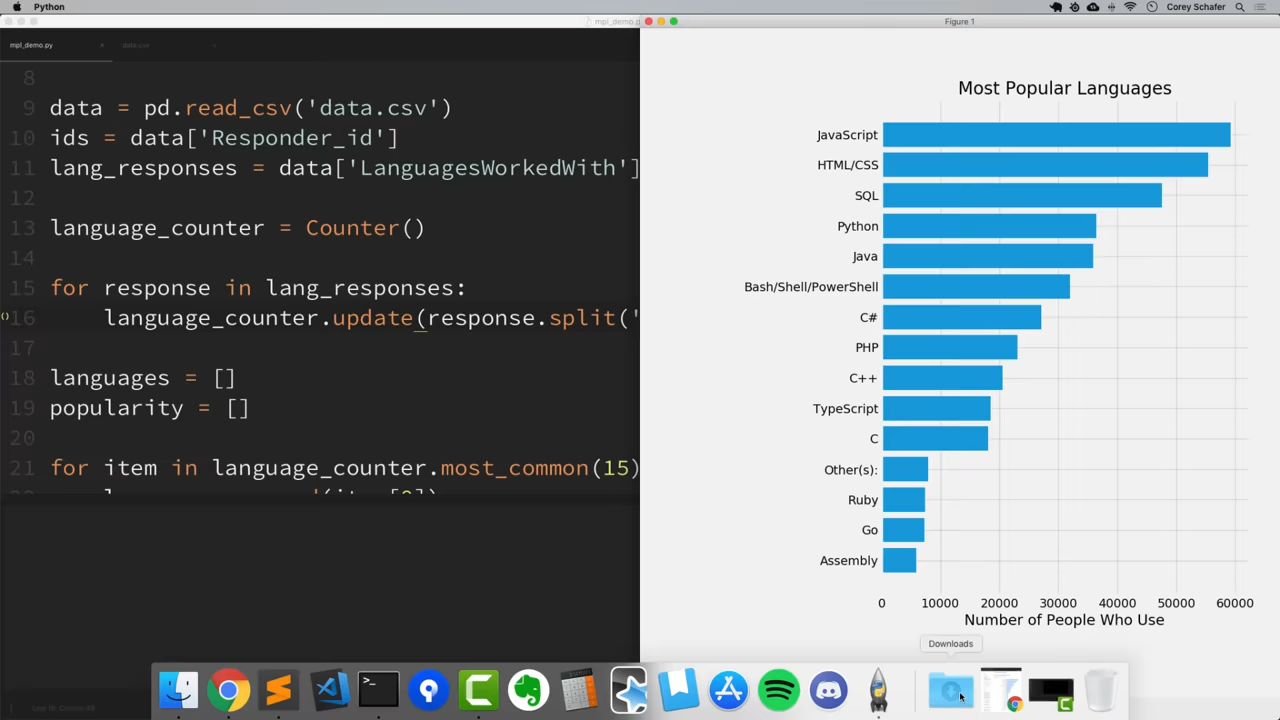 Python
Corey Schafer
mpl_demo.p
Figure 1
mpl_demo.py
data.csv
8
9 data = pd.read_csv('data.csv')
10 ids = data['Responder_id']
11 lang_responses = data['LanguagesWorkedWith']
12
13 language_counter = Counter()
14
15 for response in lang_responses:
16 language_counter.update(response.split('
17
18 languages = []
19 popularity = []
20
21 for item in language_counter.most_common(15)
Most Popular Languages
JavaScript
HTML/CSS
SQL
Python
Java
Bash/Shell/PowerShell
C#
PHP
C++
TypeScript
C
Other(s):
Ruby
Go
Assembly
0 10000 20000 30000 40000 50000 60000
Number of People Who Use
Downloads